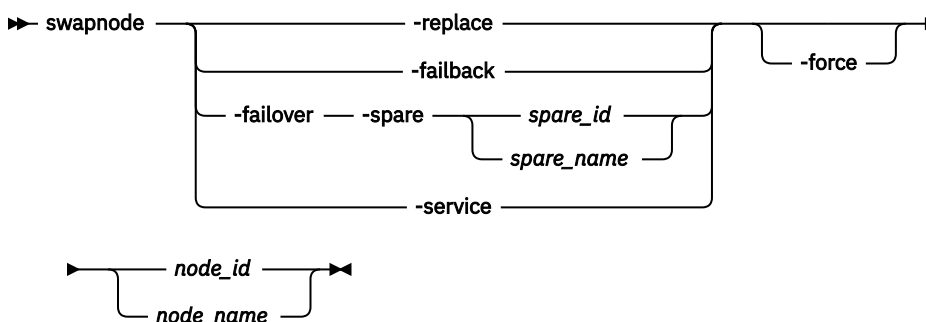 swapnode -replace
-force
-failback
-failover -spare spare_id
spare_name
-service
node_id
node_name